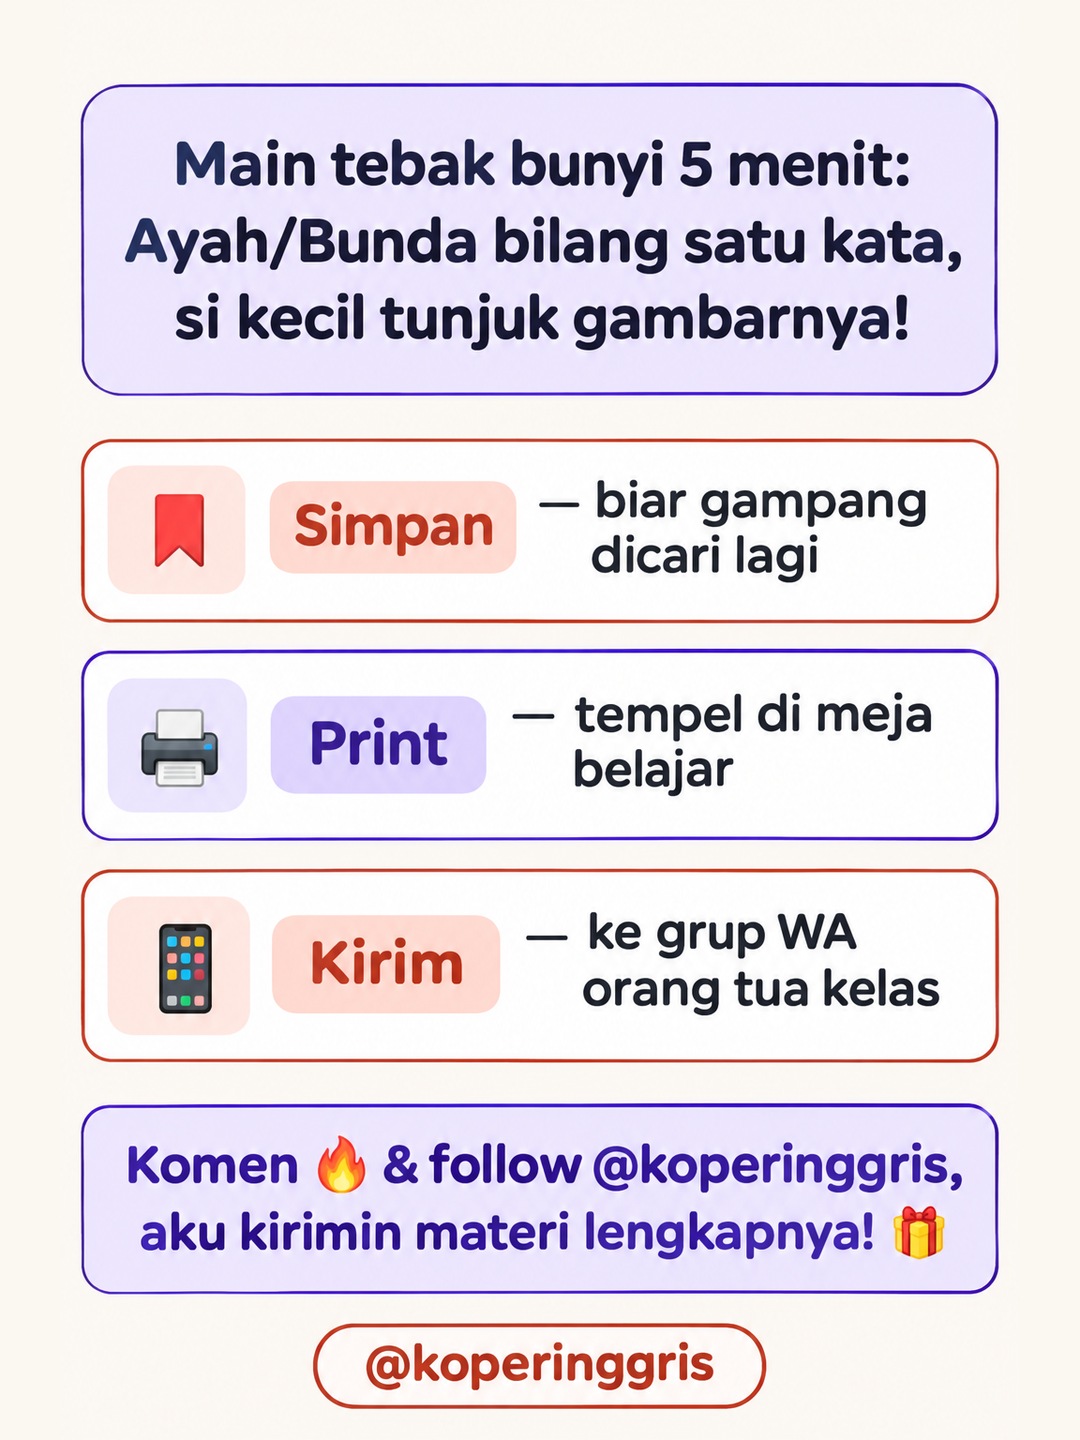 Main tebak bunyi 5 menit:
Ayah/Bunda bilang satu kata,
si kecil tunjuk gambarnya!
Simpan — biar gampang
dicari lagi
Print — tempel di meja
belajar
Kirim — ke grup WA
orang tua kelas
Komen 🔥 & follow @koperinggris,
aku kirimin materi lengkapnya! 🎁
@koperinggris